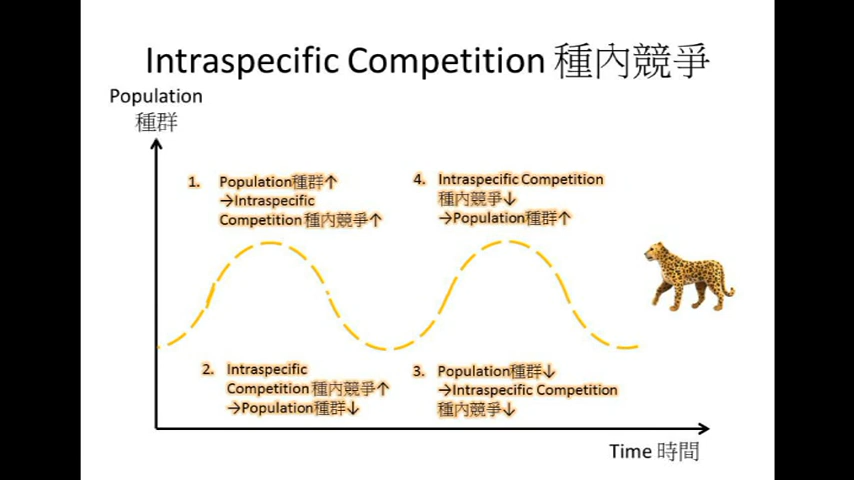 Intraspecific Competition 種內競爭
Population
種群
1. Population種群↑
→Intraspecific
Competition 種內競爭↑
4. Intraspecific Competition
種內競爭↓
→Population種群↑
2. Intraspecific
Competition 種內競爭↑
→Population種群↓
3. Population種群↓
→Intraspecific Competition
種內競爭↓
Time 時間